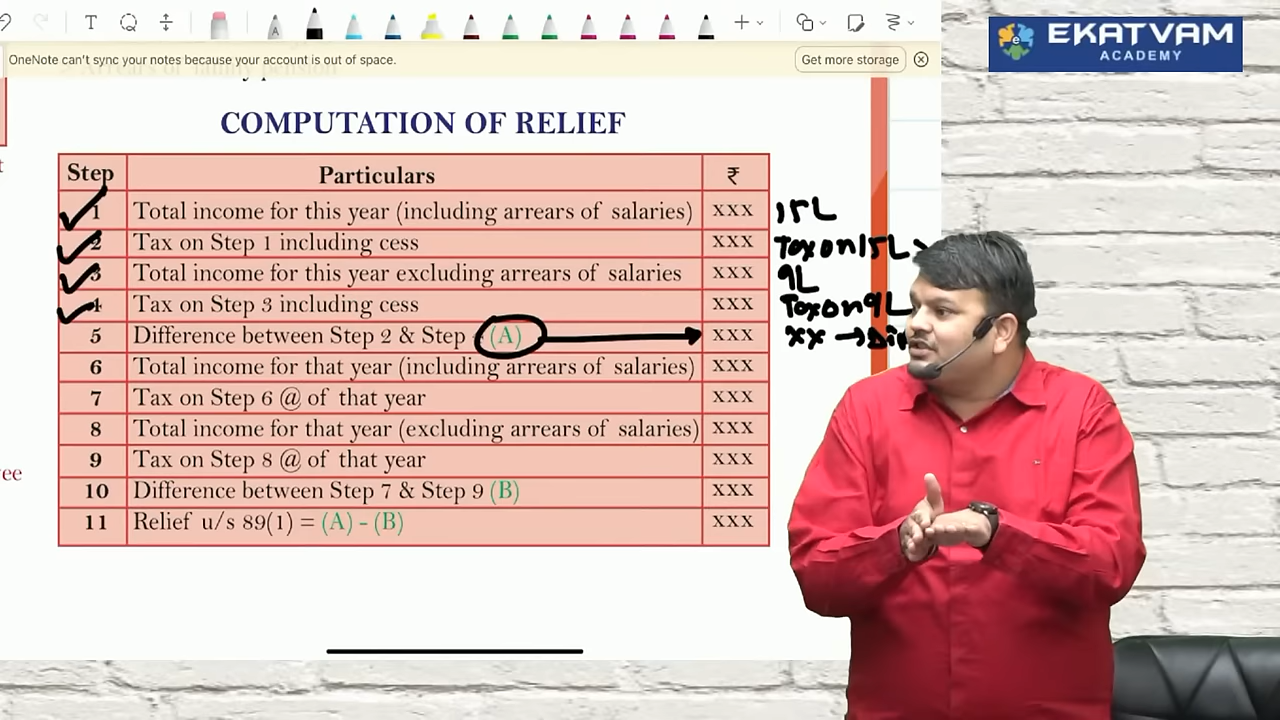 OneNote can't sync your notes because your account is out of space.
Get more storage
EKATVAM
ACADEMY
COMPUTATION OF RELIEF
Step Particulars ₹
1 Total income for this year (including arrears of salaries) xxx 15L
2 Tax on Step 1 including cess xxx Tax on 15L
3 Total income for this year excluding arrears of salaries xxx 9L
4 Tax on Step 3 including cess xxx Tax on 9L
5 Difference between Step 2 & Step (A) xxx xx →
6 Total income for that year (including arrears of salaries) xxx
7 Tax on Step 6 @ of that year xxx
8 Total income for that year (excluding arrears of salaries) xxx
9 Tax on Step 8 @ of that year xxx
10 Difference between Step 7 & Step 9 (B) xxx
11 Relief u/s 89(1) = (A) - (B) xxx